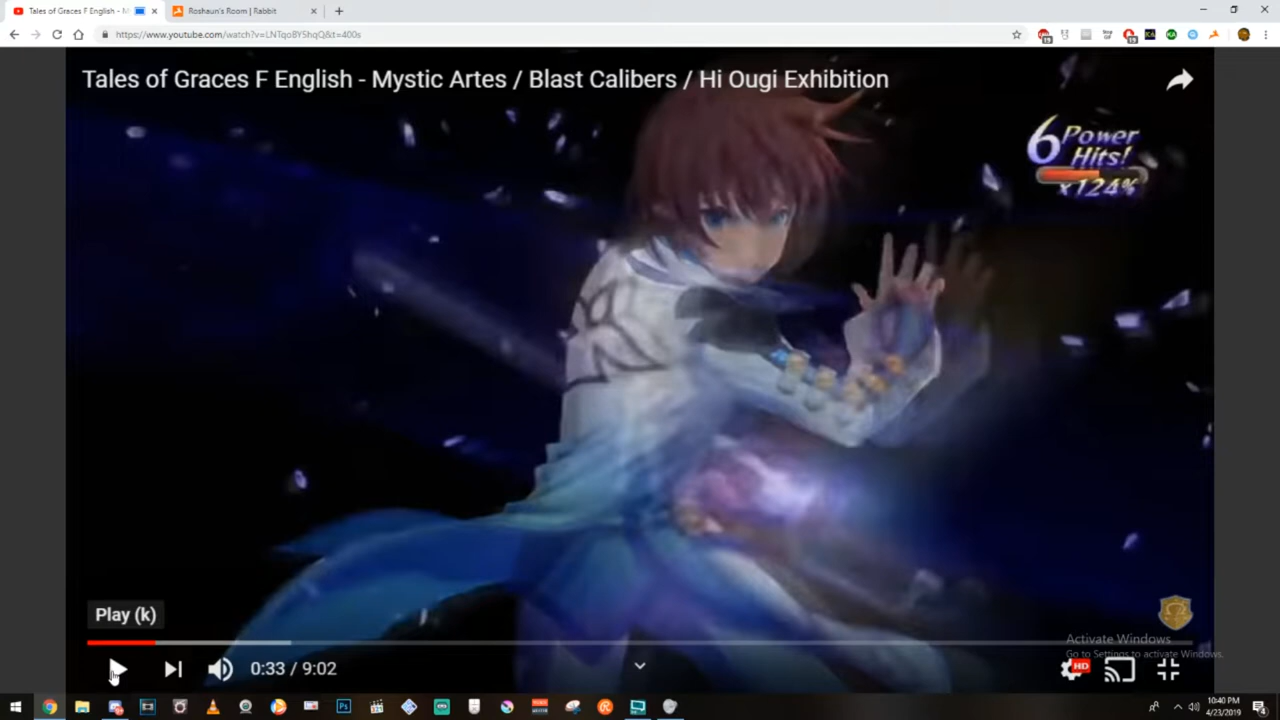 Tales of Graces F English - M
Roshaun's Room | Rabbit
https://www.youtube.com/watch?v=LNTqo8Y5hqQ&t=400s
Tales of Graces F English - Mystic Artes / Blast Calibers / Hi Ougi Exhibition
6 Power
Hits!
x124%
Play (k)
0:33 / 9:02
HD
Activate Windows
Go to Settings to activate Windows.
Ps
10:40 PM
4/23/2019